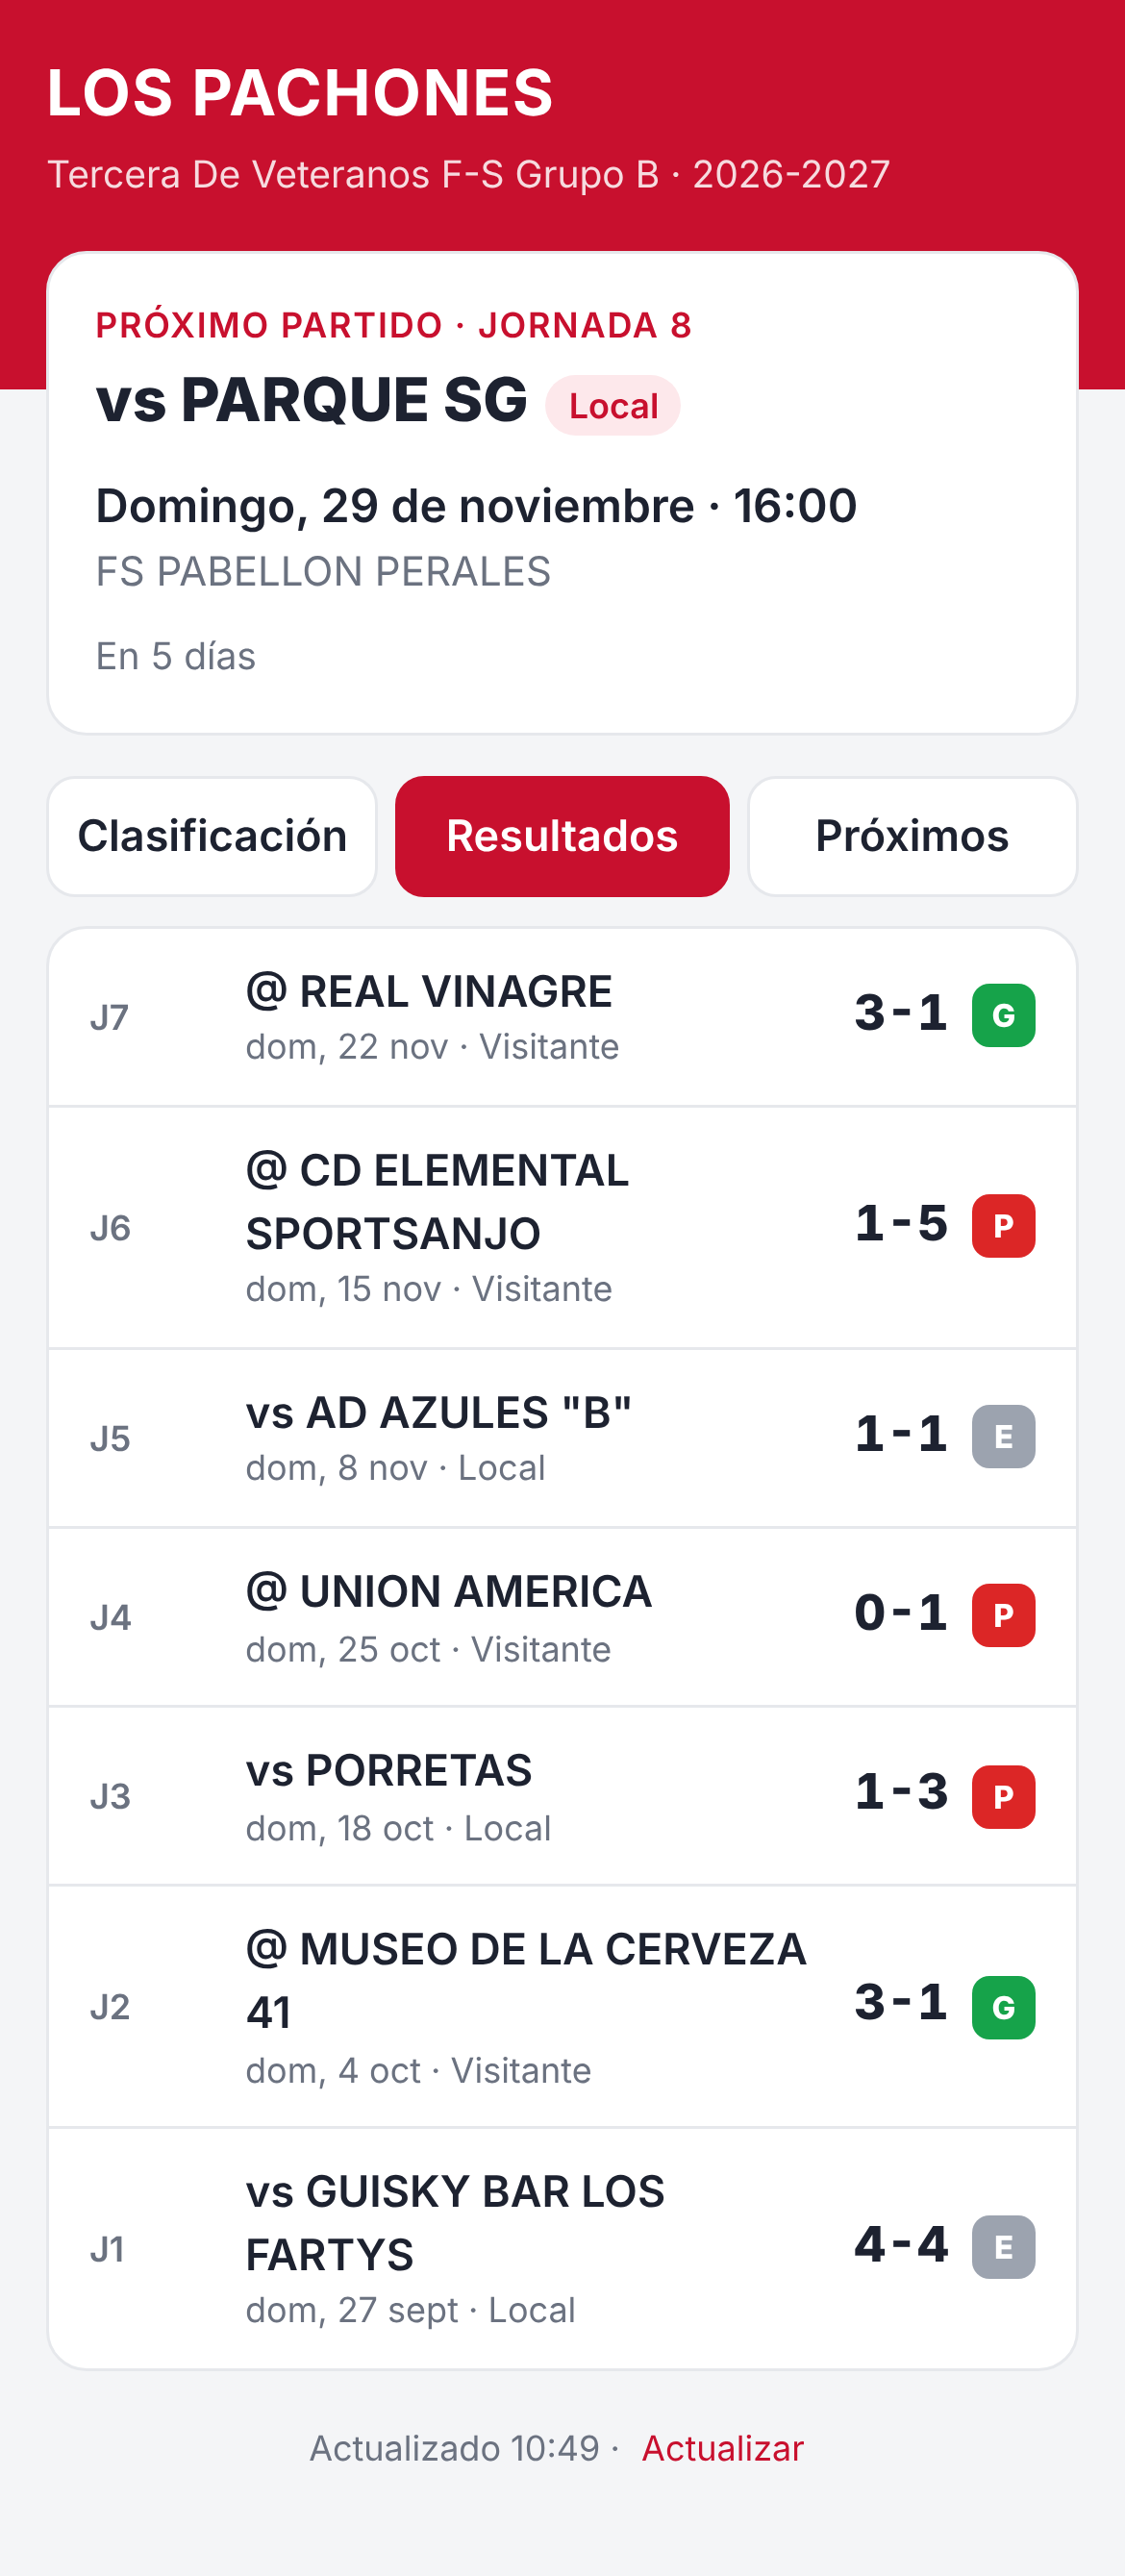 LOS PACHONES
Tercera De Veteranos F-S Grupo B · 2026-2027
PRÓXIMO PARTIDO · JORNADA 8
vs PARQUE SG Local
Domingo, 29 de noviembre · 16:00
FS PABELLON PERALES
En 5 días
Clasificación Resultados Próximos
@ REAL VINAGRE
J7 3-1 G
dom, 22 nov · Visitante
@ CD ELEMENTAL
SPORTSANJO
J6 1-5 P
dom, 15 nov · Visitante
vs AD AZULES "B"
J5 1-1 E
dom, 8 nov · Local
@ UNION AMERICA
J4 0-1 P
dom, 25 oct · Visitante
vs PORRETAS
J3 1-3 P
dom, 18 oct · Local
@ MUSEO DE LA CERVEZA
41
J2 3-1 G
dom, 4 oct · Visitante
vs GUISKY BAR LOS
FARTYS
J1 4-4 E
dom, 27 sept · Local
Actualizado 10:49 · Actualizar